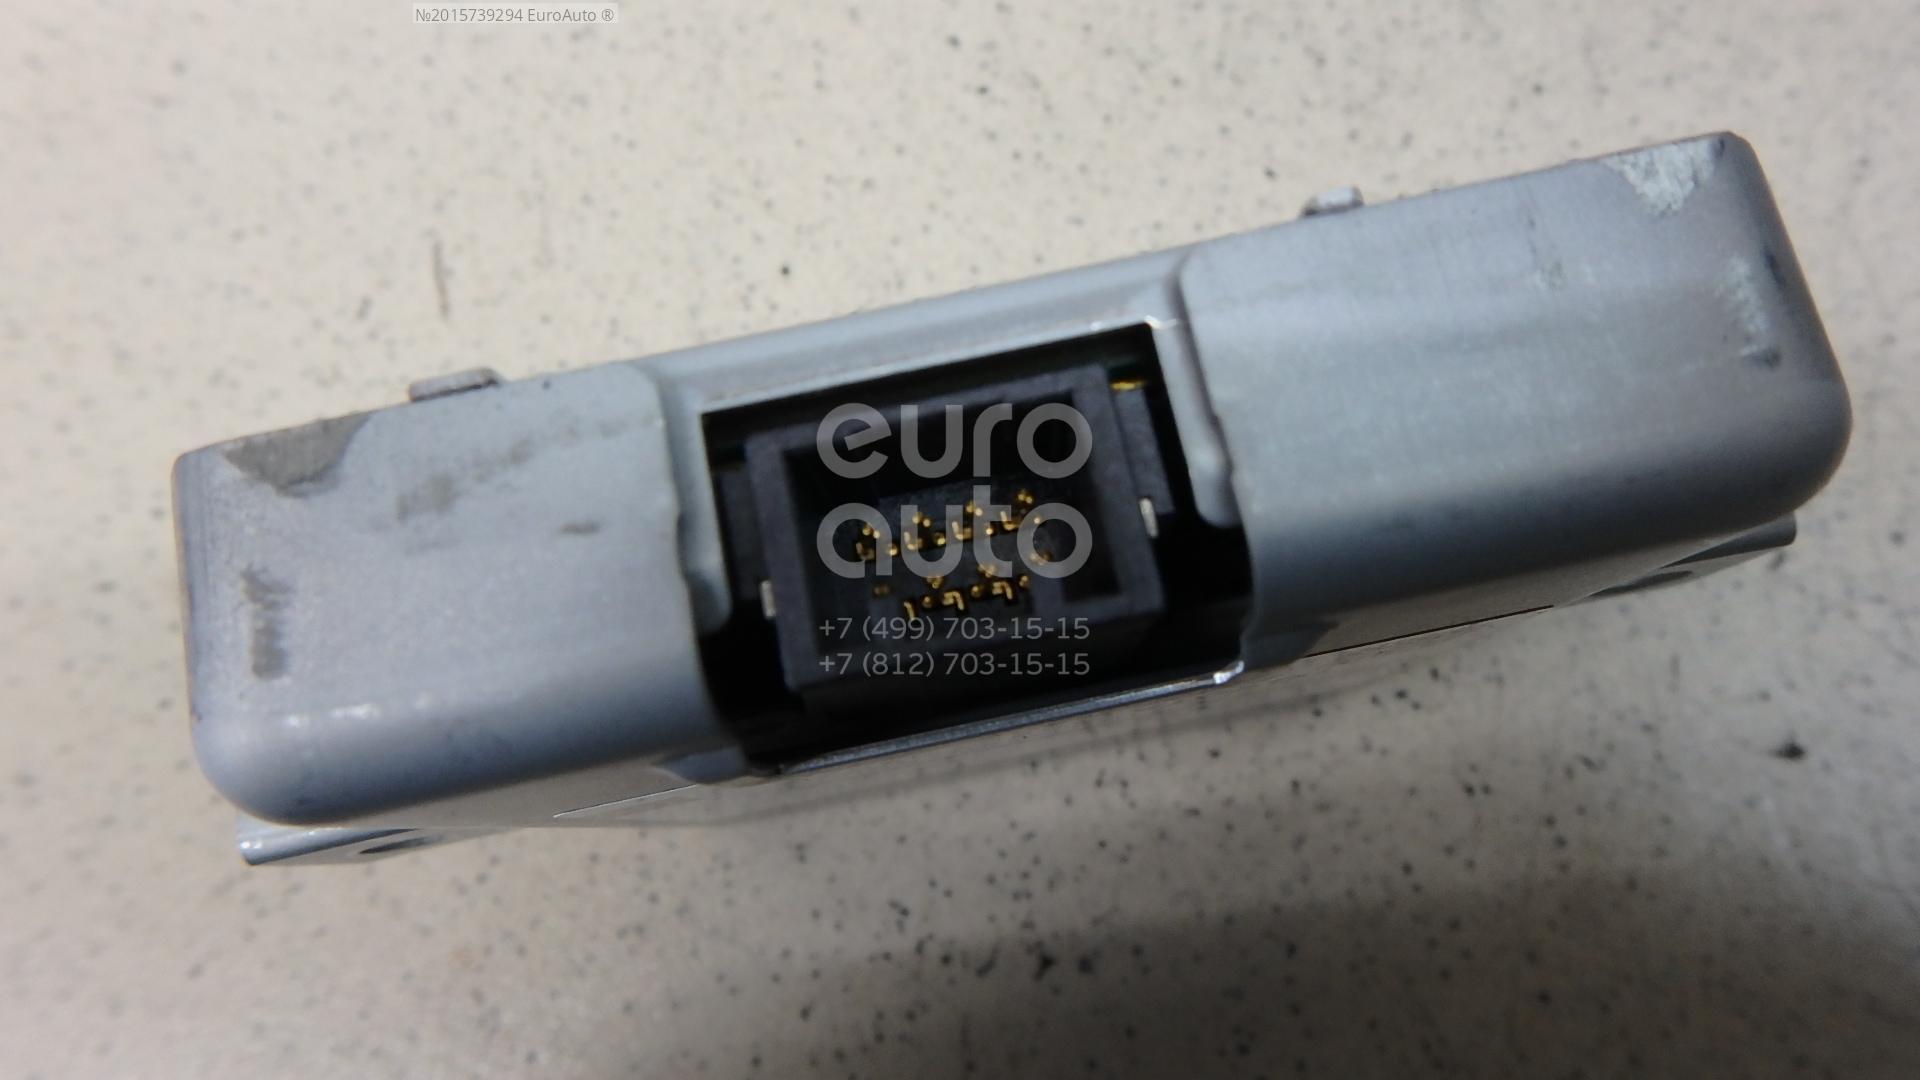 №2015739294 EuroAuto ®
euro
auto
+7 (499) 703-15-15
+7 (812) 703-15-15